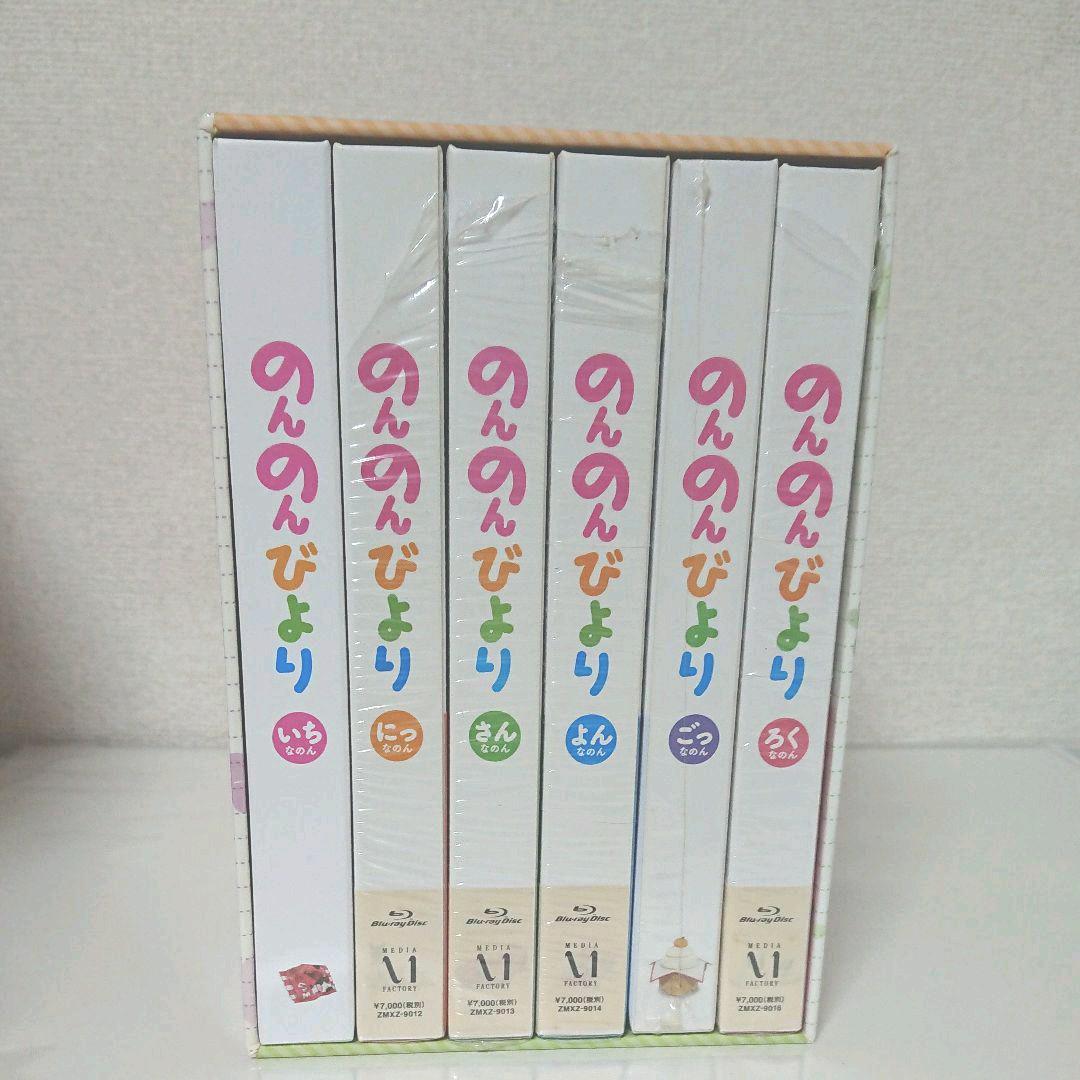 のんのんびより
いち
なのん
のんのんびより
にっ
なのん
Blu-ray Disc
MEDIA
FACTORY
¥7,000(税別)
ZMXZ-9012
のんのんびより
さん
なのん
Blu-ray Disc
MEDIA
FACTORY
¥7,000(税別)
ZMXZ-9013
のんのんびより
よん
なのん
Blu-ray Disc
MEDIA
FACTORY
¥7,000(税別)
ZMXZ-9014
のんのんびより
ごっ
なのん
のんのんびより
ろく
なのん
Blu-ray Disc
MEDIA
FACTORY
¥7,000(税別)
ZMXZ-9016